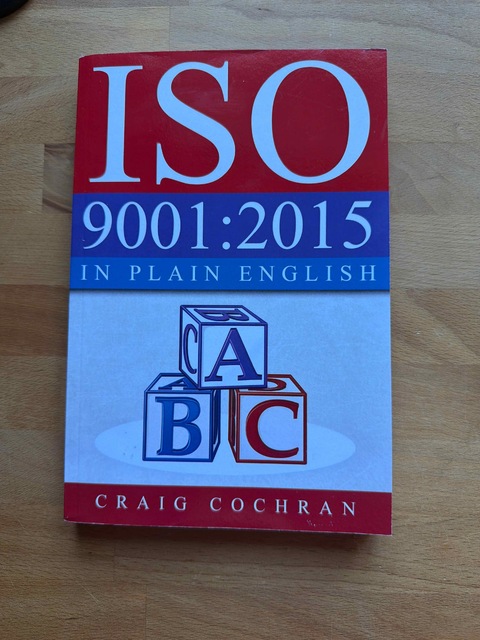 ISO
9001:2015
IN PLAIN ENGLISH
B
C A
A D
B C
CRAIG COCHRAN